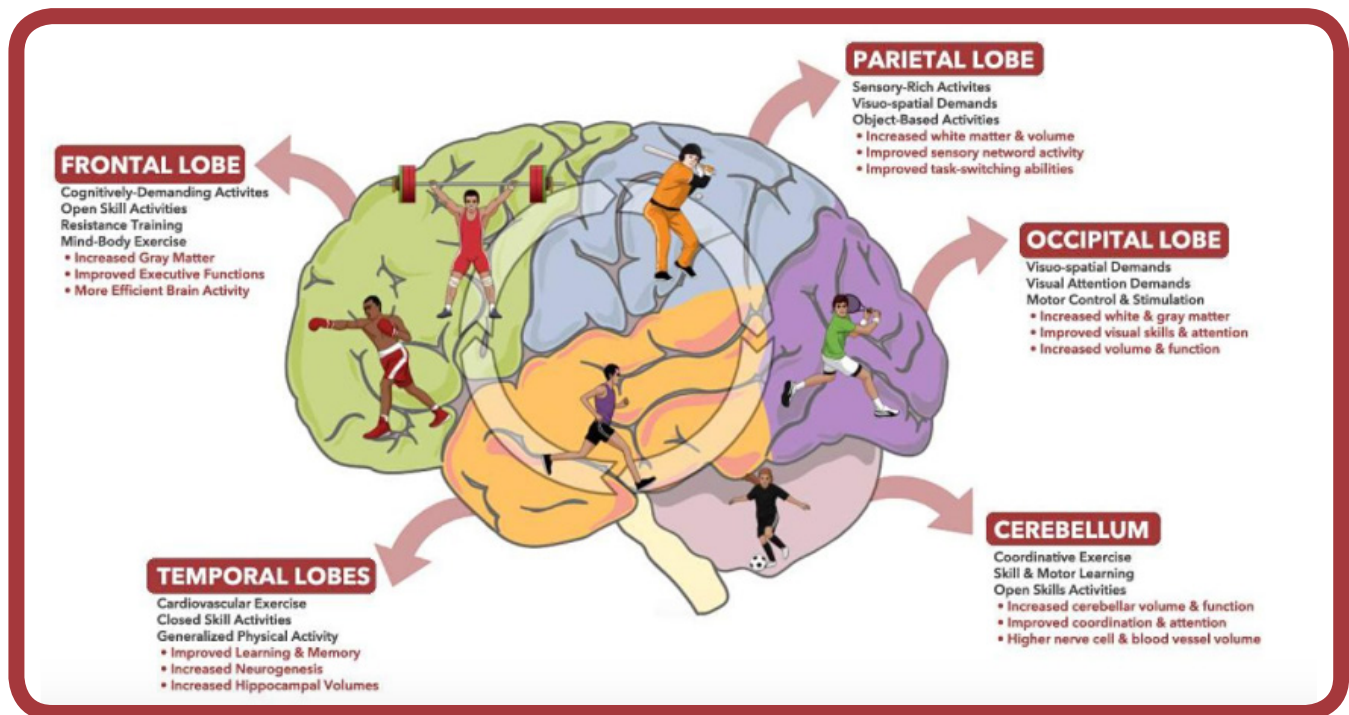 PARIETAL LOBE
Sensory-Rich Activites
Visuo-spatial Demands
Object-Based Activities
• Increased white matter & volume
• Improved sensory netword activity
• Improved task-switching abilities
FRONTAL LOBE
Cognitively-Demanding Activites
Open Skill Activities
Resistance Training
Mind-Body Exercise
• Increased Gray Matter
• Improved Executive Functions
• More Efficient Brain Activity
OCCIPITAL LOBE
Visuo-spatial Demands
Visual Attention Demands
Motor Control & Stimulation
• Increased white & gray matter
• Improved visual skills & attention
• Increased volume & function
CEREBELLUM
Coordinative Exercise
Skill & Motor Learning
Open Skills Activities
• Increased cerebellar volume & function
• Improved coordination & attention
• Higher nerve cell & blood vessel volume
TEMPORAL LOBES
Cardiovascular Exercise
Closed Skill Activities
Generalized Physical Activity
• Improved Learning & Memory
• Increased Neurogenesis
• Increased Hippocampal Volumes